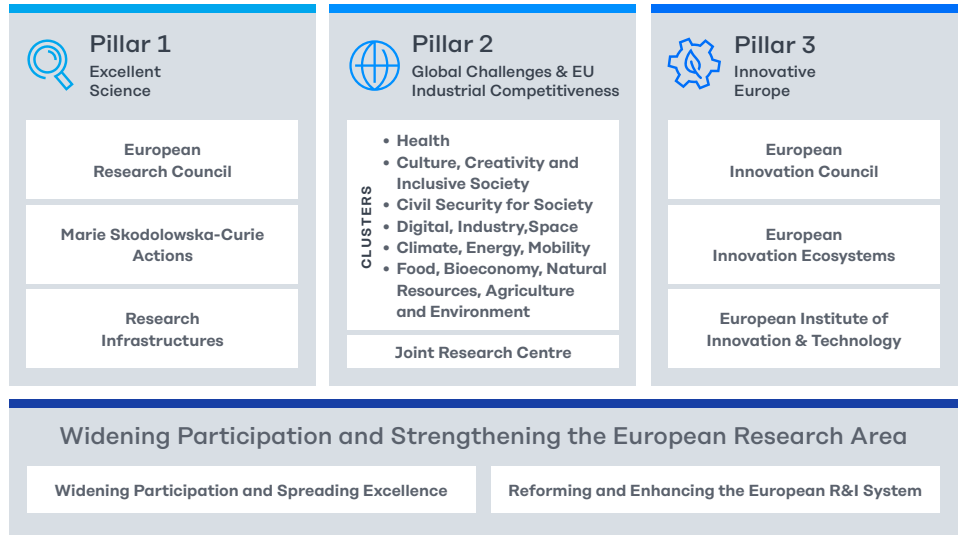 Pillar 1
Excellent
Science
European
Research Council
Marie Skodolowska-Curie
Actions
Research
Infrastructures
Pillar 2
Global Challenges & EU
Industrial Competitiveness
CLUSTERS
• Health
• Culture, Creativity and
Inclusive Society
• Civil Security for Society
• Digital, Industry,Space
• Climate, Energy, Mobility
• Food, Bioeconomy, Natural
Resources, Agriculture
and Environment
Joint Research Centre
Pillar 3
Innovative
Europe
European
Innovation Council
European
Innovation Ecosystems
European Institute of
Innovation & Technology
Widening Participation and Strengthening the European Research Area
Widening Participation and Spreading Excellence
Reforming and Enhancing the European R&I System